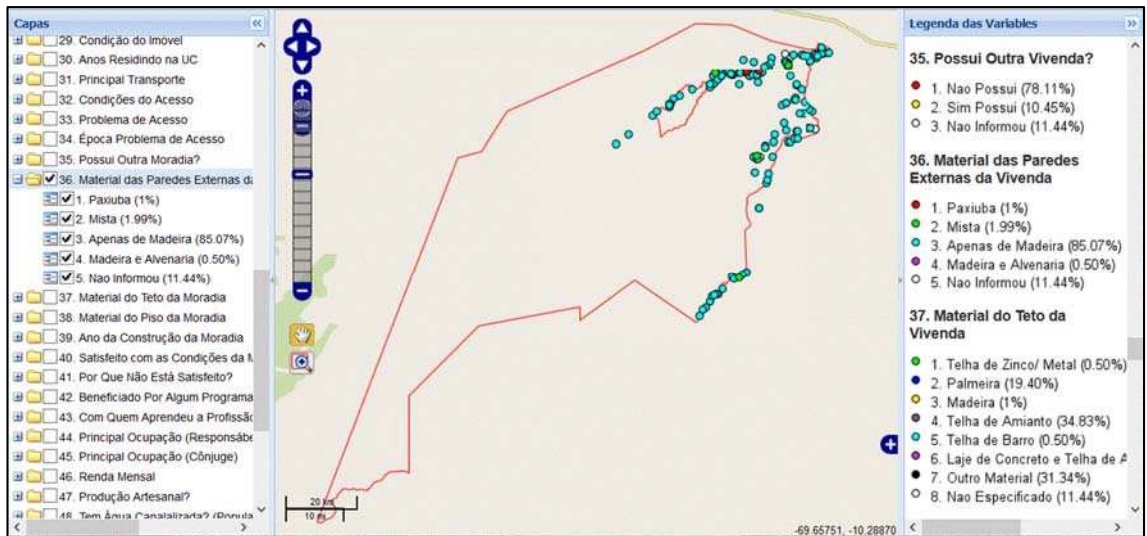 Capas
29. Condição do Imóvel
30. Anos Residindo na UC
31. Principal Transporte
32. Condições do Acesso
33. Problema de Acesso
34. Época Problema de Acesso
35. Possui Outra Moradia?
36. Material das Paredes Externas da
1. Paxiuba (1%)
2. Mista (1.99%)
3. Apenas de Madeira (85.07%)
4. Madeira e Alvenaria (0.50%)
5. Nao Informou (11.44%)
37. Material do Teto da Moradia
38. Material do Piso da Moradia
39. Ano da Construção da Moradia
40. Satisfeito com as Condições da M
41. Por Que Não Está Satisfeito?
42. Beneficiado Por Algum Programa
43. Com Quem Aprendeu a Profissão
44. Principal Ocupação (Responsábe
45. Principal Ocupação (Cônjuge)
46. Renda Mensal
47. Produção Artesanal?
48. Tem Água Canalalizada? (Popula
20 km
10 mi
-69.65751, -10.28870
Legenda das Variables
35. Possui Outra Vivenda?
1. Nao Possui (78.11%)
2. Sim Possui (10.45%)
3. Nao Informou (11.44%)
36. Material das Paredes
Externas da Vivenda
1. Paxiuba (1%)
2. Mista (1.99%)
3. Apenas de Madeira (85.07%)
4. Madeira e Alvenaria (0.50%)
5. Nao Informou (11.44%)
37. Material do Teto da
Vivenda
1. Telha de Zinco/ Metal (0.50%)
2. Palmeira (19.40%)
3. Madeira (1%)
4. Telha de Amianto (34.83%)
5. Telha de Barro (0.50%)
6. Laje de Concreto e Telha de A
7. Outro Material (31.34%)
8. Nao Especificado (11.44%)